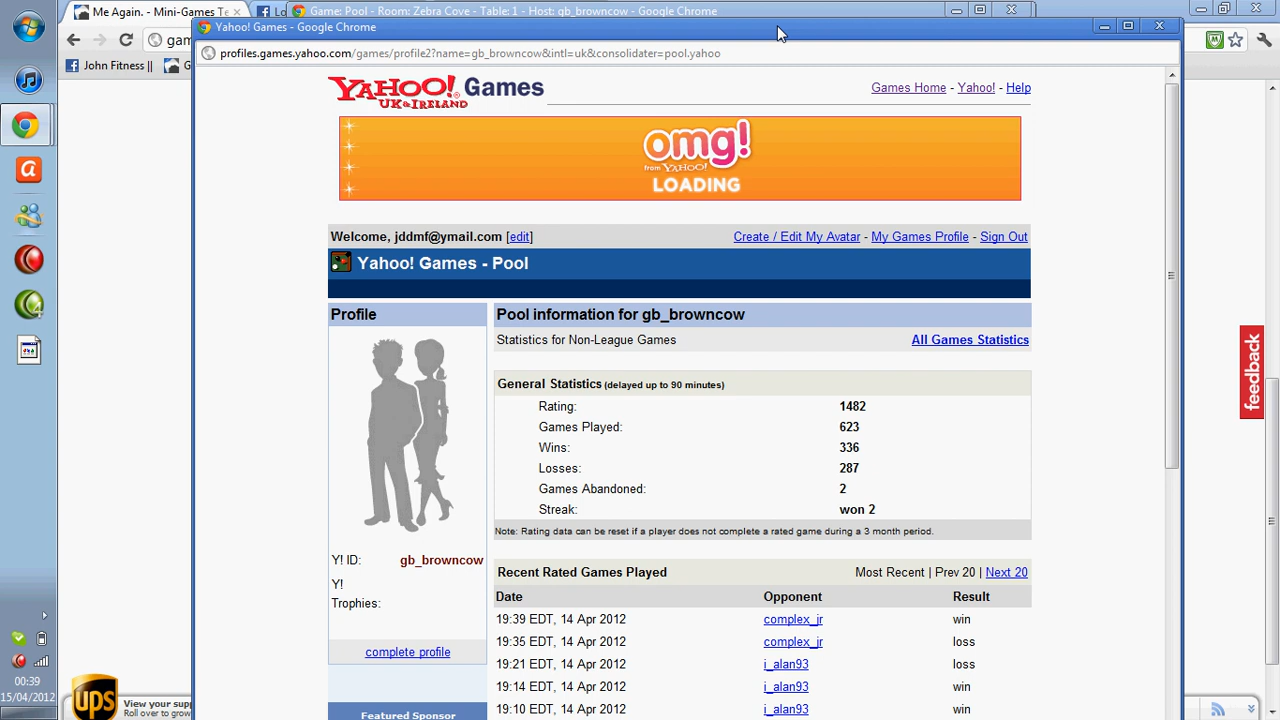 Me Again. - Mini-Games Te
Lo
Game: Pool - Room: Zebra Cove - Table: 1 - Host: gb_browncow - Google Chrome
Yahoo! Games - Google Chrome
gam
profiles.games.yahoo.com/games/profile2?name=gb_browncow&intl=uk&consolidater=pool.yahoo
John Fitness ||
G
YAHOO! Games
UK & IRELAND
Games Home - Yahoo! - Help
omg!
from YAHOO!
LOADING
Welcome, jddmf@ymail.com [edit]
Create / Edit My Avatar - My Games Profile - Sign Out
Yahoo! Games - Pool
Profile
Pool information for gb_browncow
Statistics for Non-League Games
All Games Statistics
General Statistics (delayed up to 90 minutes)
Rating: 1482
Games Played: 623
Wins: 336
Losses: 287
Games Abandoned: 2
Streak: won 2
Note: Rating data can be reset if a player does not complete a rated game during a 3 month period.
Y! ID: gb_browncow
Y!
Trophies:
complete profile
Featured Sponsor
Recent Rated Games Played
Most Recent | Prev 20 | Next 20
Date Opponent Result
19:39 EDT, 14 Apr 2012 complex_jr win
19:35 EDT, 14 Apr 2012 complex_jr loss
19:21 EDT, 14 Apr 2012 i_alan93 loss
19:14 EDT, 14 Apr 2012 i_alan93 win
19:10 EDT, 14 Apr 2012 i_alan93 win
feedback
00:39
15/04/2012
ups
View your supp
Roll over to grow